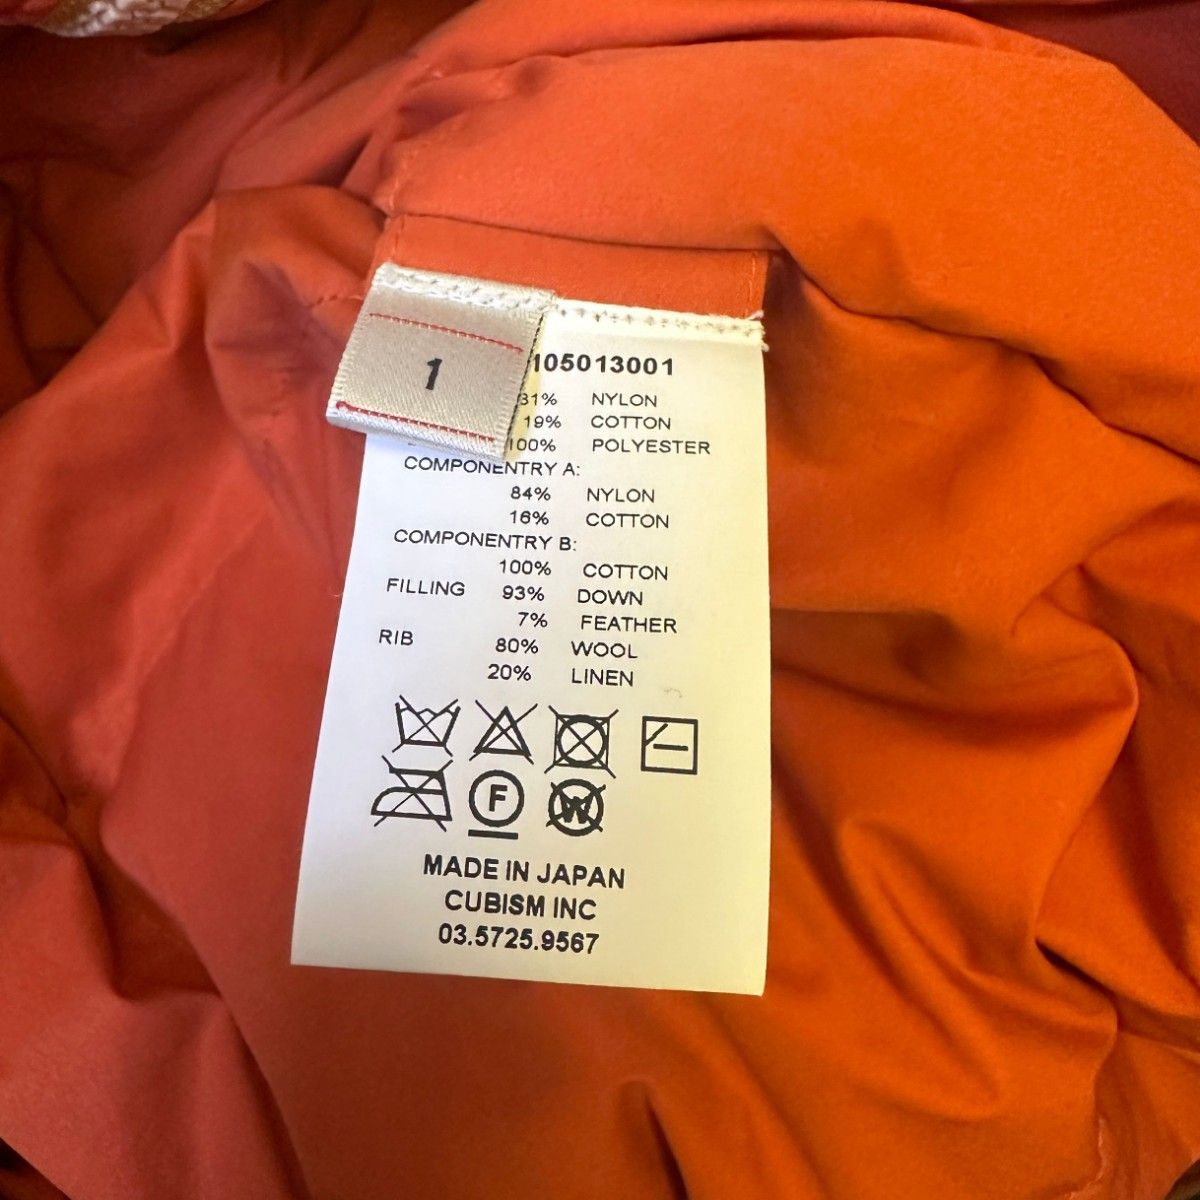 1
105013001
31% NYLON
19% COTTON
100% POLYESTER
COMPONENTRY A:
84% NYLON
16% COTTON
COMPONENTRY B:
100% COTTON
FILLING 93% DOWN
7% FEATHER
RIB 80% WOOL
20% LINEN
F W
MADE IN JAPAN
CUBISM INC
03.5725.9567